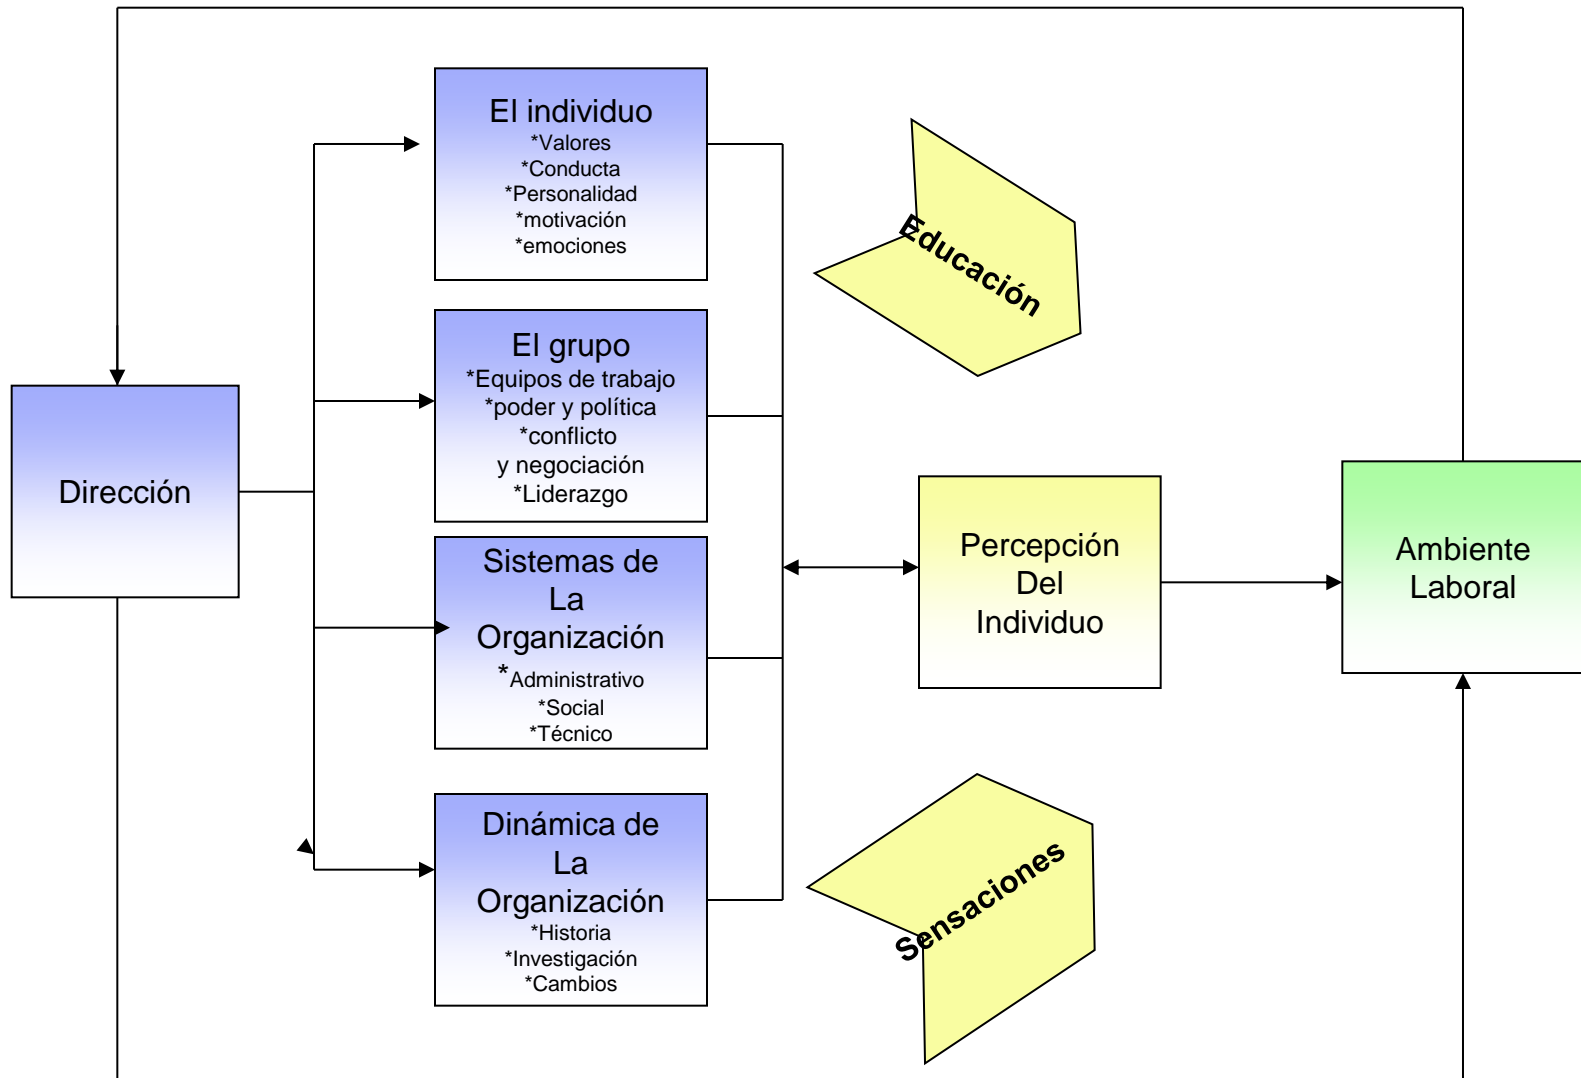 El individuo
*Valores
*Conducta
*Personalidad
*motivación
*emociones
Educación
El grupo
*Equipos de trabajo
*poder y política
*conflicto
y negociación
*Liderazgo
Dirección
Sistemas de
La
Organización
*Administrativo
*Social
*Técnico
Percepción
Del
Individuo
Ambiente
Laboral
Dinámica de
La
Organización
*Historia
*Investigación
*Cambios
Sensaciones